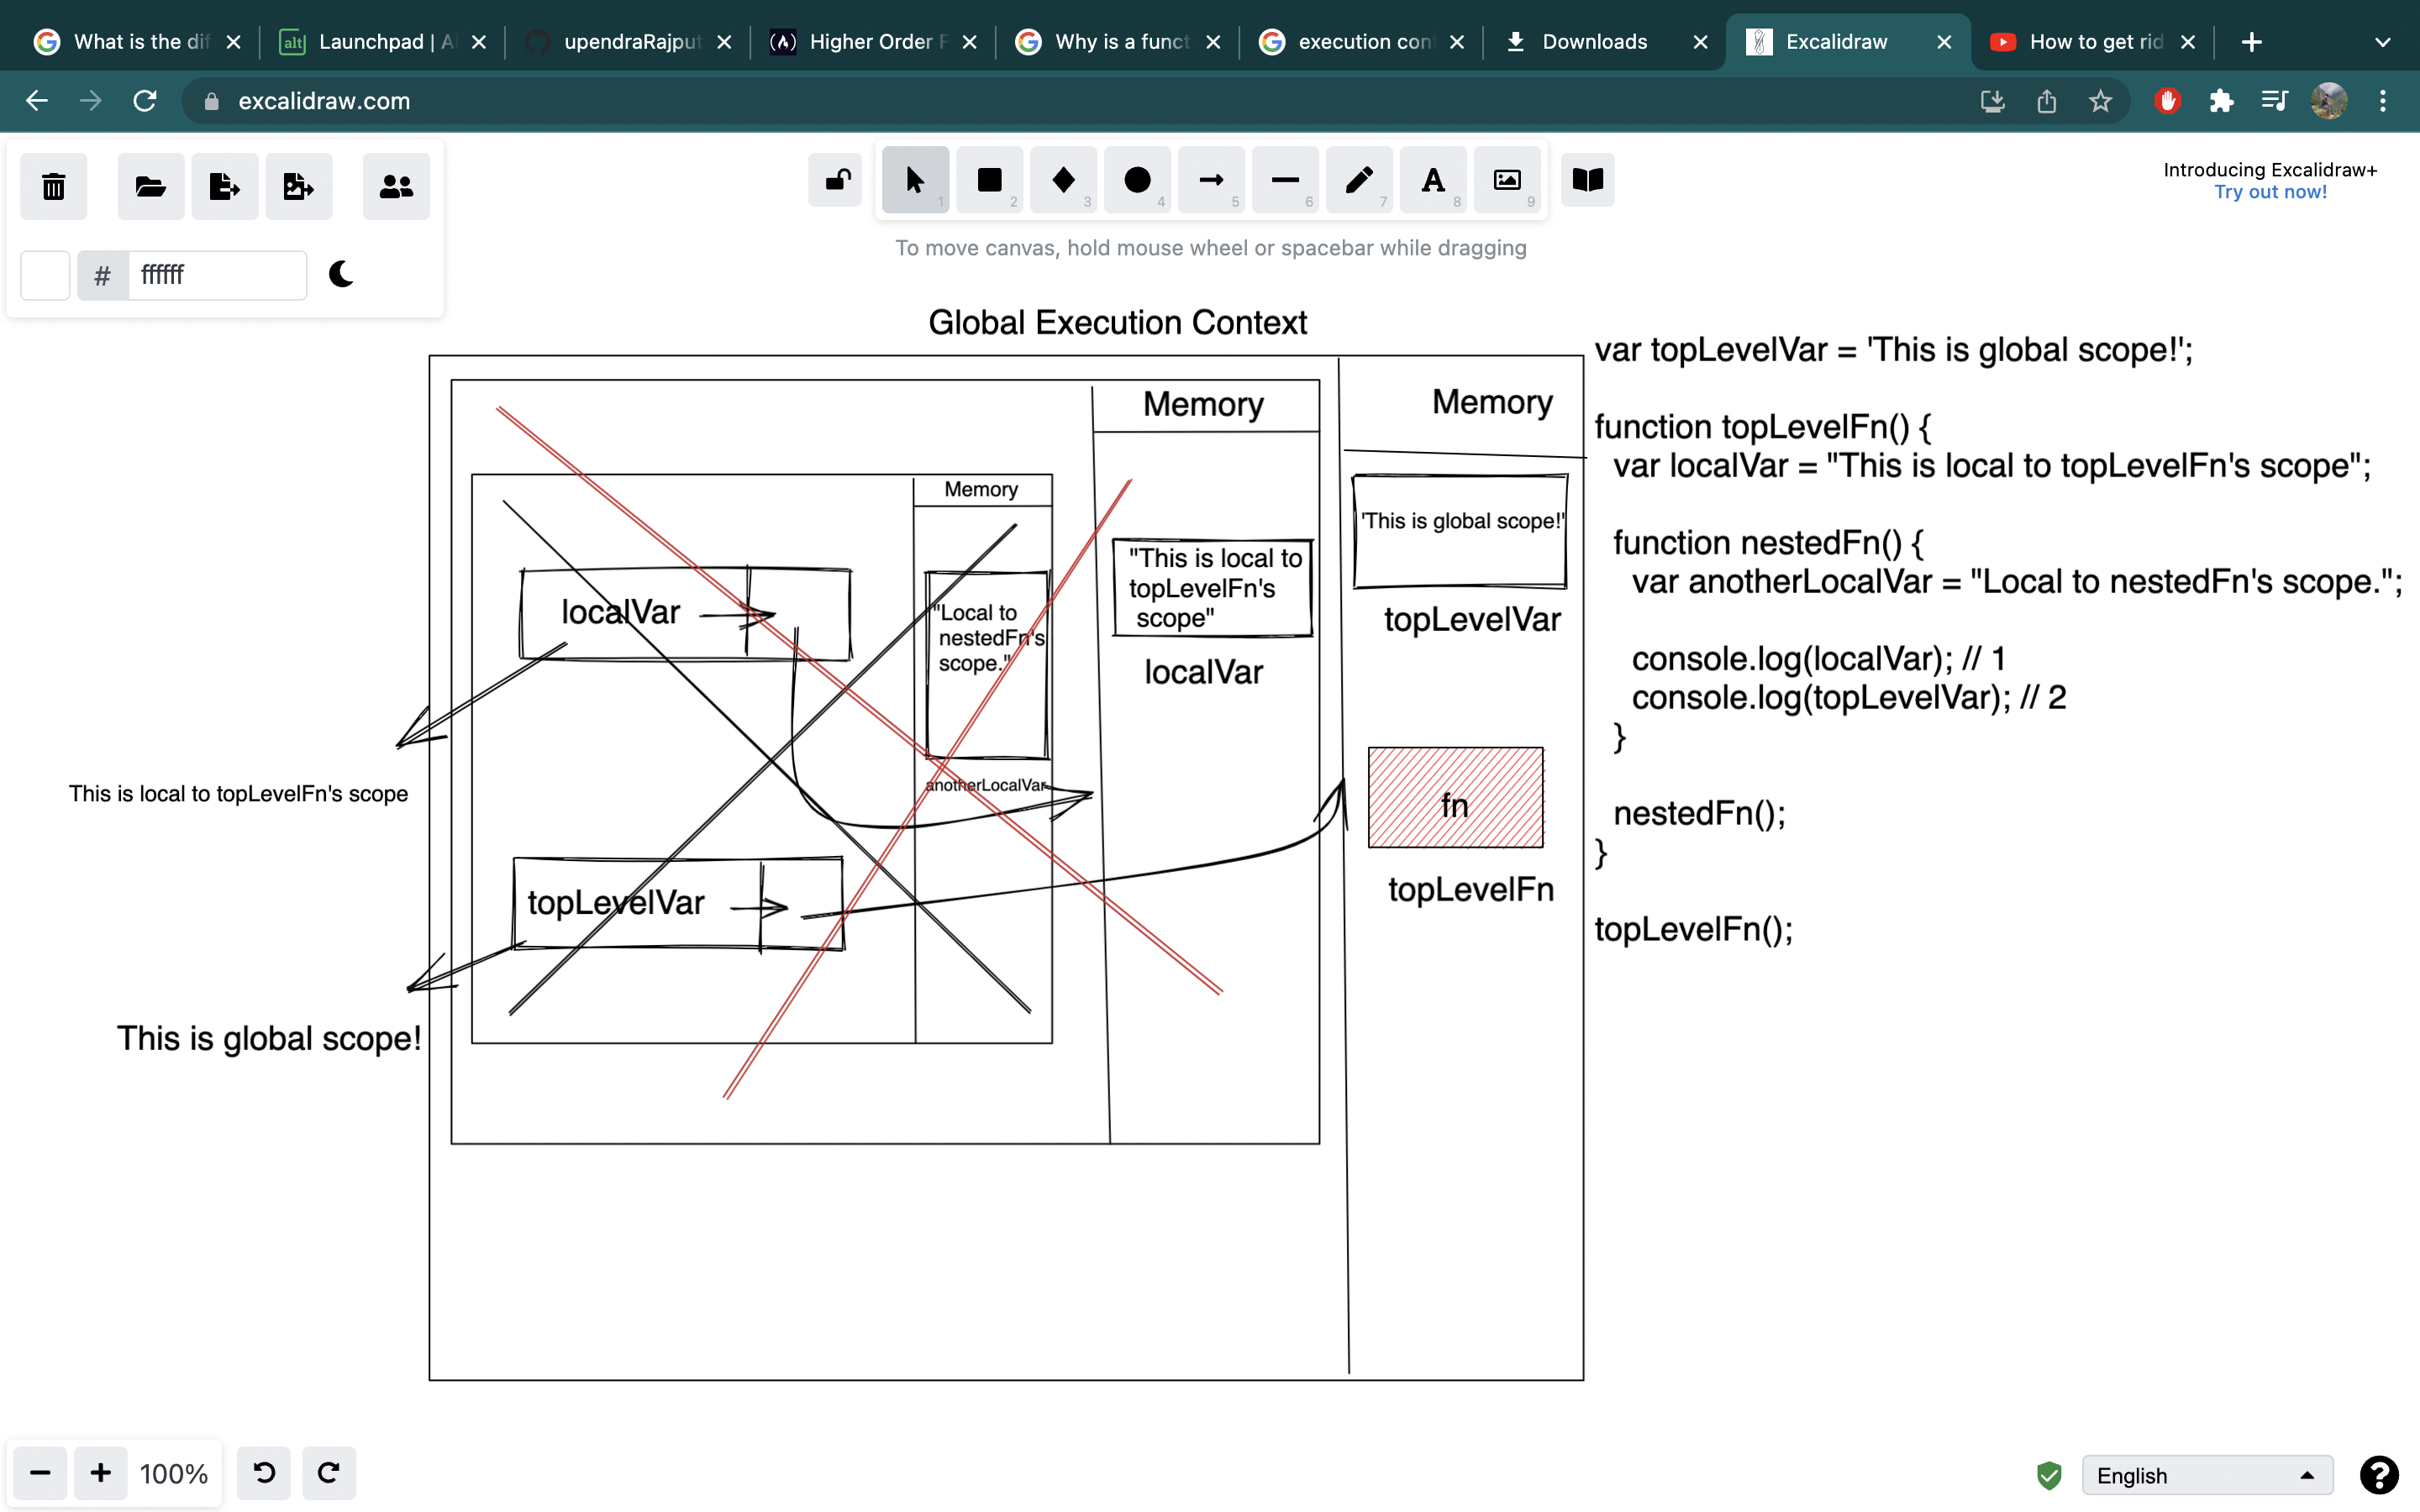 What is the dif
Launchpad | A
upendraRajput
Higher Order F
Why is a funct
execution con
Downloads
Excalidraw
How to get rid
excalidraw.com
1
2
3
4
5
6
7
8
9
Introducing Excalidraw+
Try out now!
To move canvas, hold mouse wheel or spacebar while dragging
# ffffff
Global Execution Context
Memory
Memory
Memory
localVar
"Local to
nestedFn's
scope."
anotherLocalVar
"This is local to
topLevelFn's
scope"
localVar
'This is global scope!'
topLevelVar
fn
topLevelFn
topLevelVar
This is local to topLevelFn's scope
This is global scope!
var topLevelVar = 'This is global scope!';
function topLevelFn() {
var localVar = "This is local to topLevelFn's scope";
function nestedFn() {
var anotherLocalVar = "Local to nestedFn's scope.";
console.log(localVar); // 1
console.log(topLevelVar); // 2
}
nestedFn();
}
topLevelFn();
100%
English